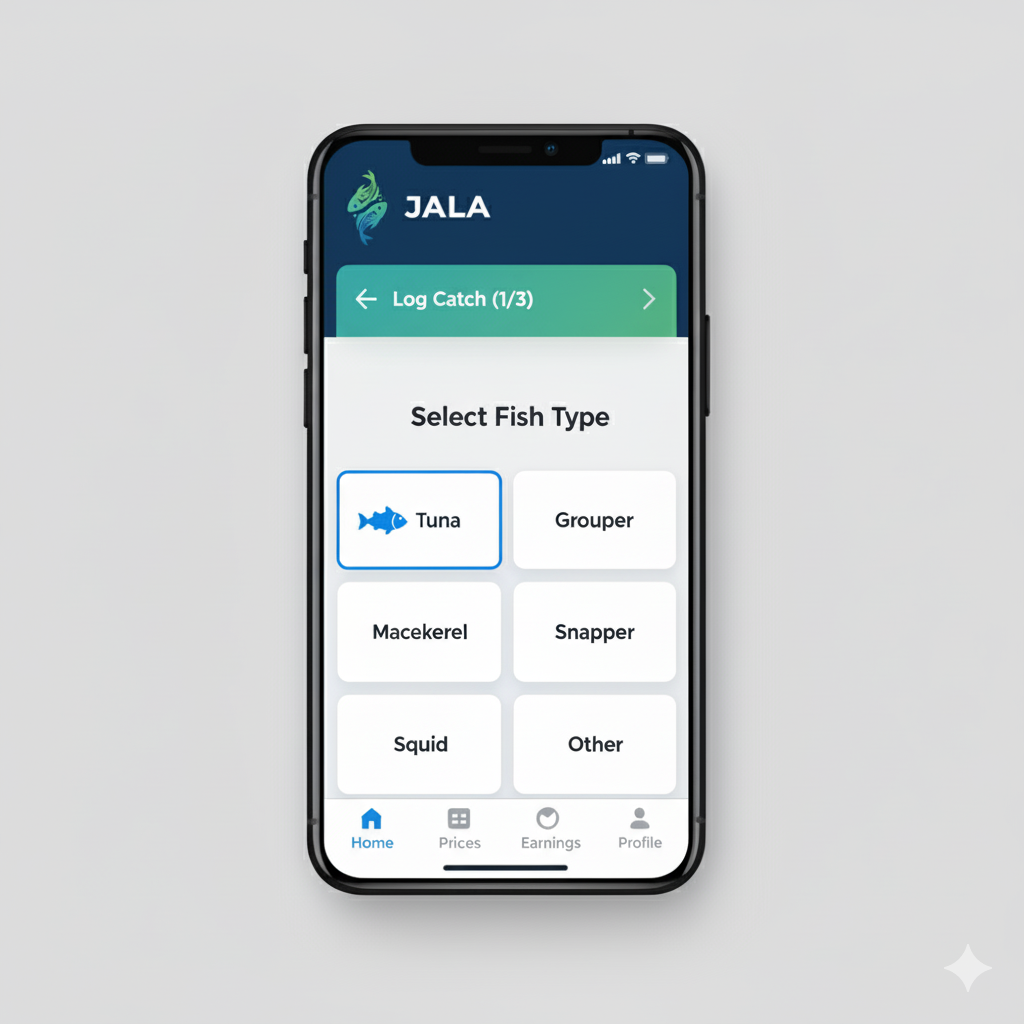 JALA
Log Catch (1/3)
Select Fish Type
Tuna
Grouper
Macekerel
Snapper
Squid
Other
Home
Prices
Earnings
Profile